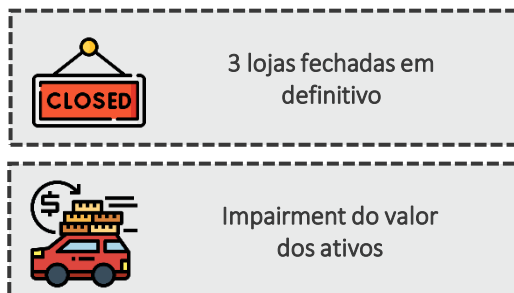 CLOSED
3 lojas fechadas em
definitivo
$
Impairment do valor
dos ativos